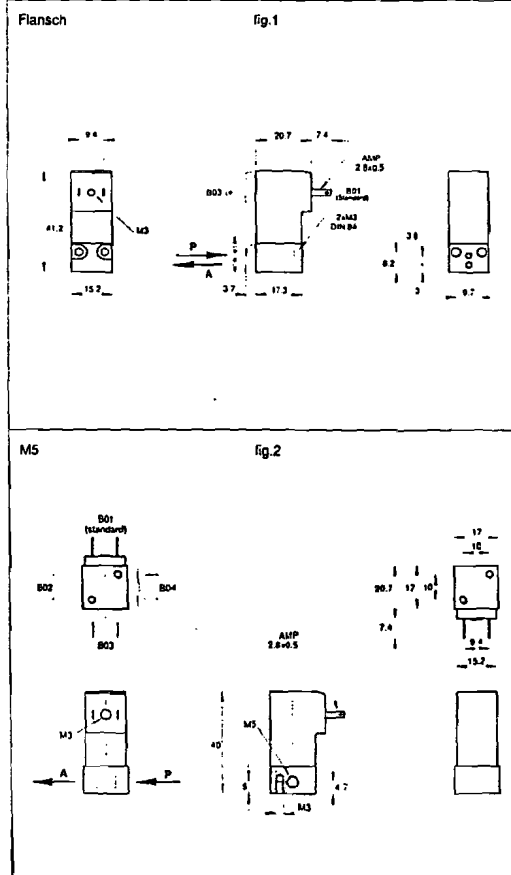 Flansch
fig.1
9.4
20.7
7.4
AMP
2.8x0.5
B03
B01
(standard)
M3
41.2
2xM3
DIN 84
P
A
3.8
8.2
3.7
17.3
3
15.2
9.7
M5
fig.2
B01
(standard)
B02
B04
B03
17
10
20.7
17
10
7.4
9.4
15.2
AMP
2.8x0.5
M3
M5
40
A
P
4.7
M3